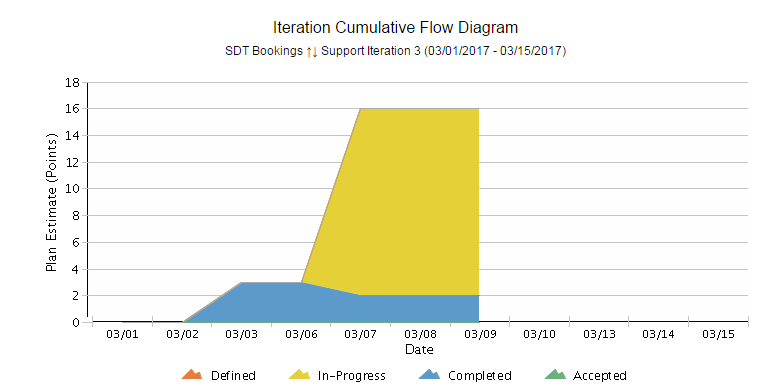 Iteration Cumulative Flow Diagram
SDT Bookings ↑↓ Support Iteration 3 (03/01/2017 - 03/15/2017)
Plan Estimate (Points)
18
16
14
12
10
8
6
4
2
0
03/01 03/02 03/03 03/06 03/07 03/08 03/09 03/10 03/13 03/14 03/15
Date
Defined In-Progress Completed Accepted